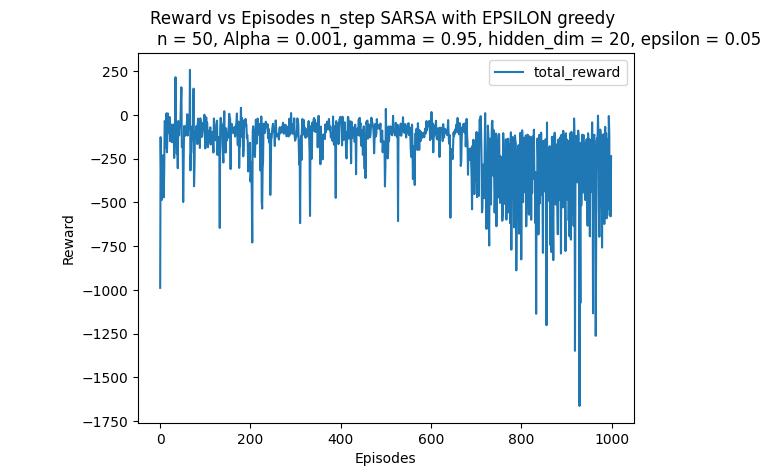 Reward vs Episodes n_step SARSA with EPSILON greedy
n = 50, Alpha = 0.001, gamma = 0.95, hidden_dim = 20, epsilon = 0.05
total_reward
250
0
−250
−500
−750
−1000
−1250
−1500
−1750
Reward
0 200 400 600 800 1000
Episodes